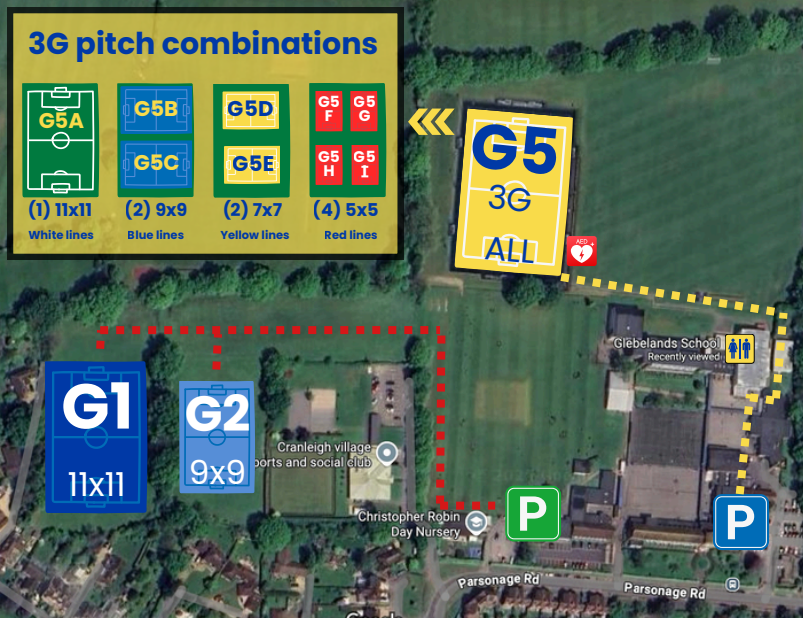 3G pitch combinations
G5A
G5B
G5C
G5D
G5E
G5
F
G5
G
G5
H
G5
I
(1) 11x11
(2) 9x9
(2) 7x7
(4) 5x5
White lines
Blue lines
Yellow lines
Red lines
G5
3G
ALL
AED
Glebelands School
Recently viewed
G1
11x11
G2
9x9
Cranleigh village
ports and social club
Christopher Robin
Day Nursery
P
P
Parsonage Rd
Parsonage Rd